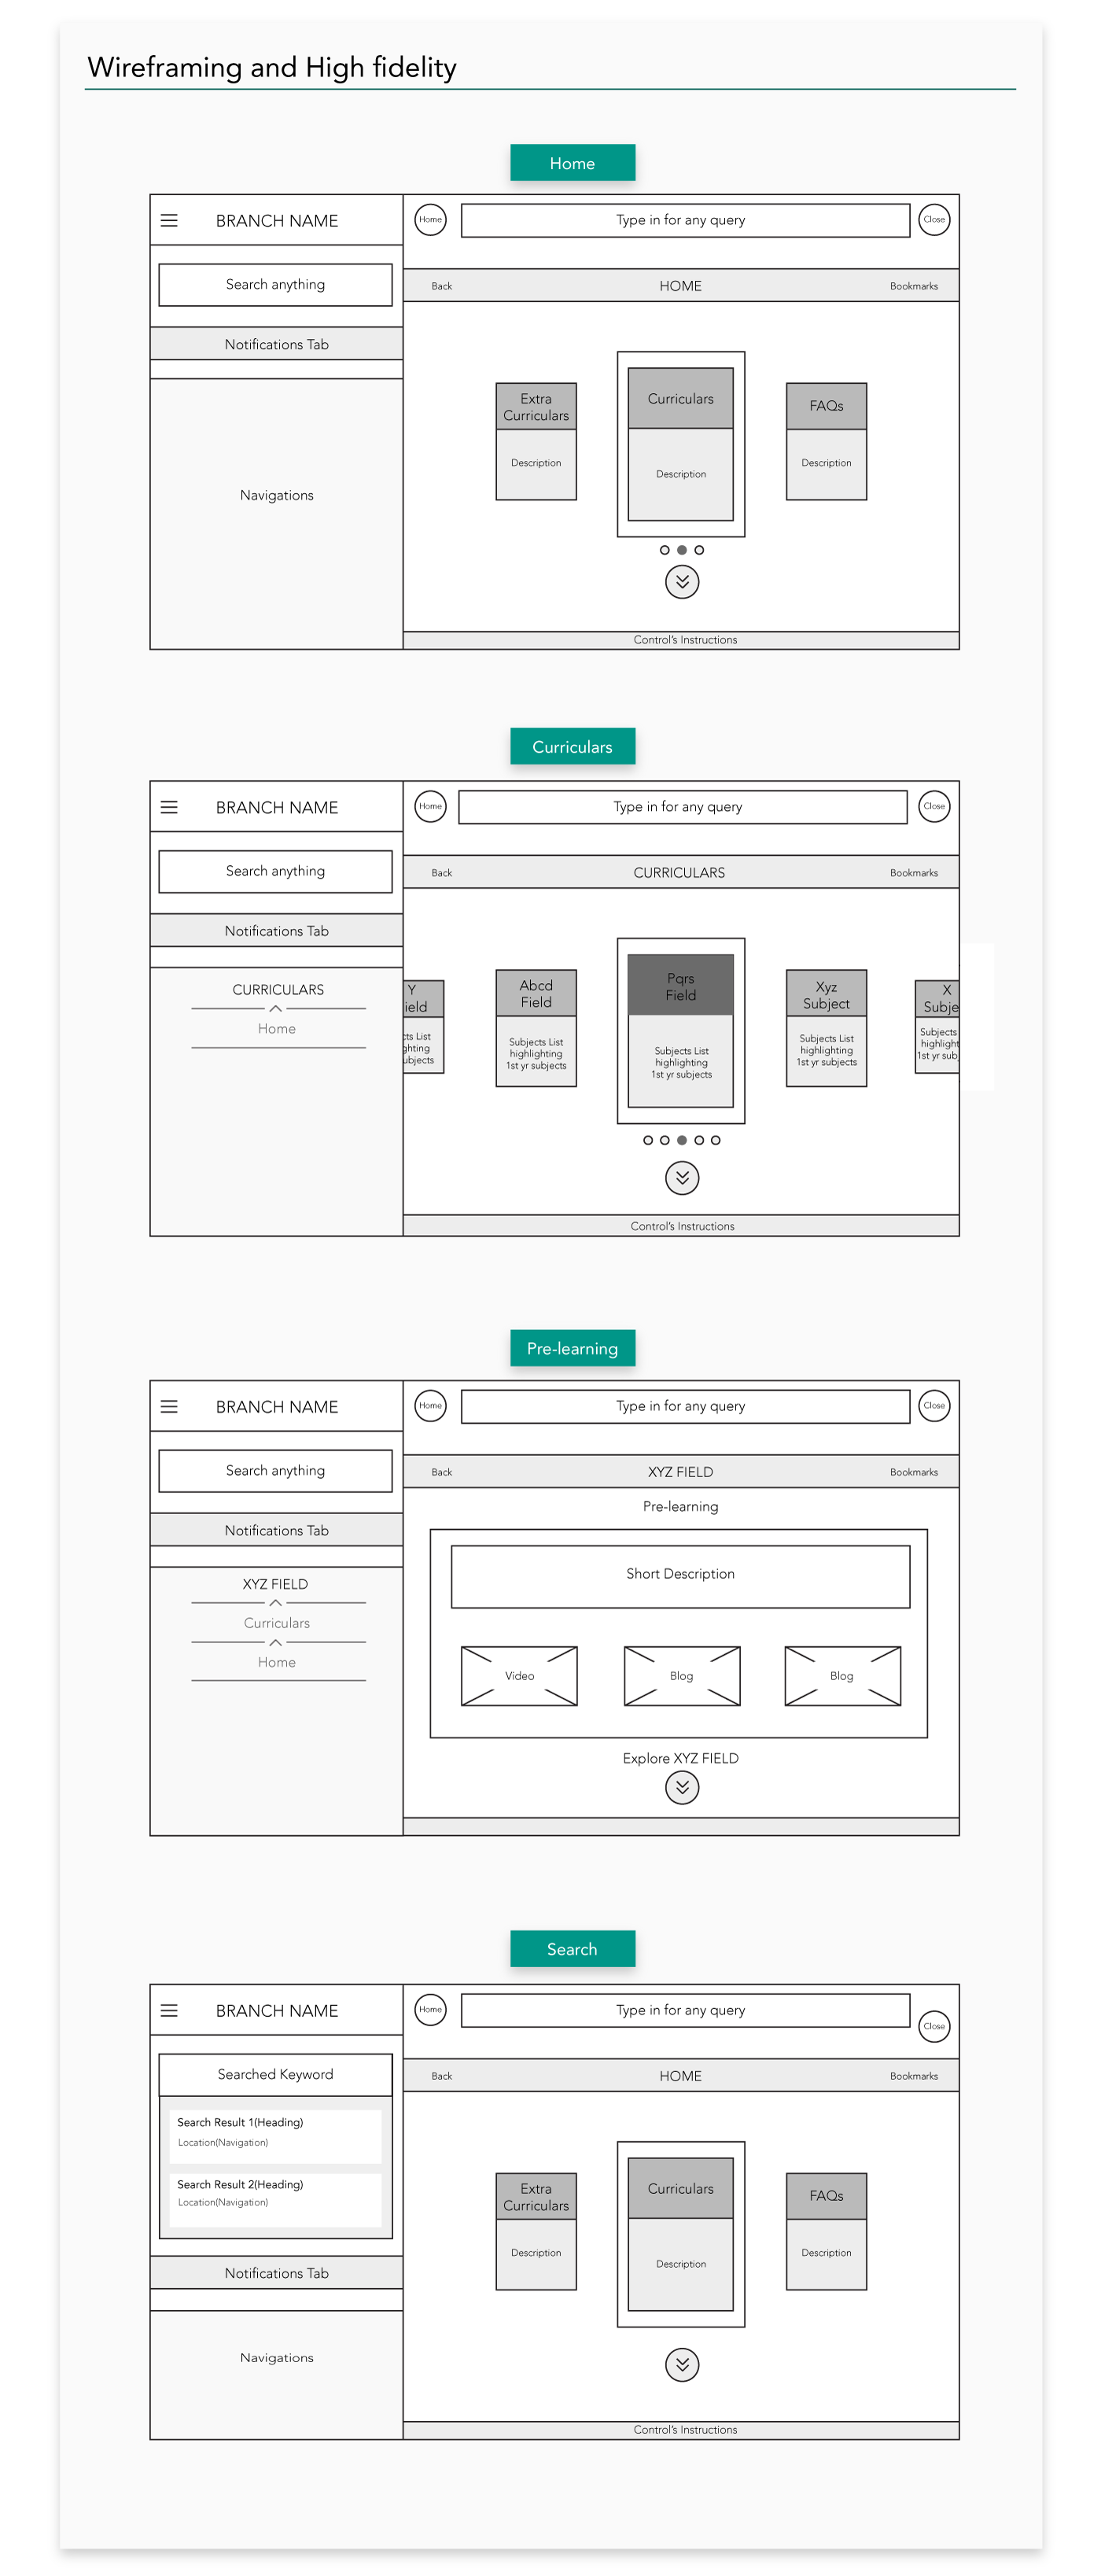 Wireframing and High fidelity
Home
BRANCH NAME
Search anything
Notifications Tab
Navigations
Home
Type in for any query
Close
Back
HOME
Bookmarks
Extra
Curriculars
Description
Curriculars
Description
FAQs
Description
Control's Instructions
Curriculars
BRANCH NAME
Search anything
Notifications Tab
CURRICULARS
Home
Home
Type in for any query
Close
Back
CURRICULARS
Bookmarks
Y
ield
cts List
ghting
ubjects
Abcd
Field
Subjects List
highlighting
1st yr subjects
Pqrs
Field
Subjects List
highlighting
1st yr subjects
Xyz
Subject
Subjects List
highlighting
1st yr subjects
X
Subje
Subjects
highlight
1st yr sub
Control's Instructions
Pre-learning
BRANCH NAME
Search anything
Notifications Tab
XYZ FIELD
Curriculars
Home
Home
Type in for any query
Close
Back
XYZ FIELD
Bookmarks
Pre-learning
Short Description
Video
Blog
Blog
Explore XYZ FIELD
Search
BRANCH NAME
Searched Keyword
Search Result 1(Heading)
Location(Navigation)
Search Result 2(Heading)
Location(Navigation)
Notifications Tab
Navigations
Home
Type in for any query
Close
Back
HOME
Bookmarks
Extra
Curriculars
Description
Curriculars
Description
FAQs
Description
Control's Instructions